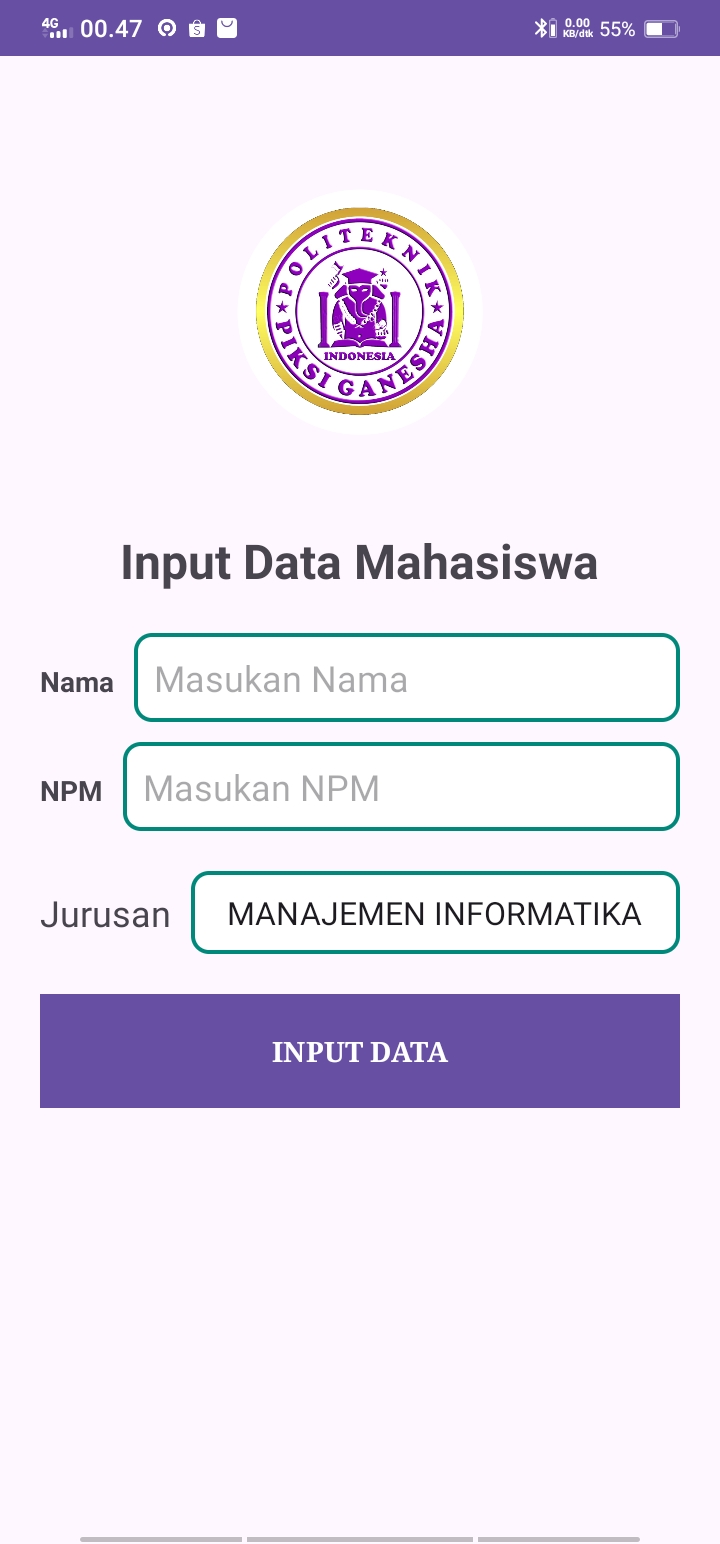 4G 00.47 0.00 KB/dtk 55%
POLITEKNIK
INDONESIA
PIKSI GANESHA
Input Data Mahasiswa
Nama Masukan Nama
NPM Masukan NPM
Jurusan MANAJEMEN INFORMATIKA
INPUT DATA